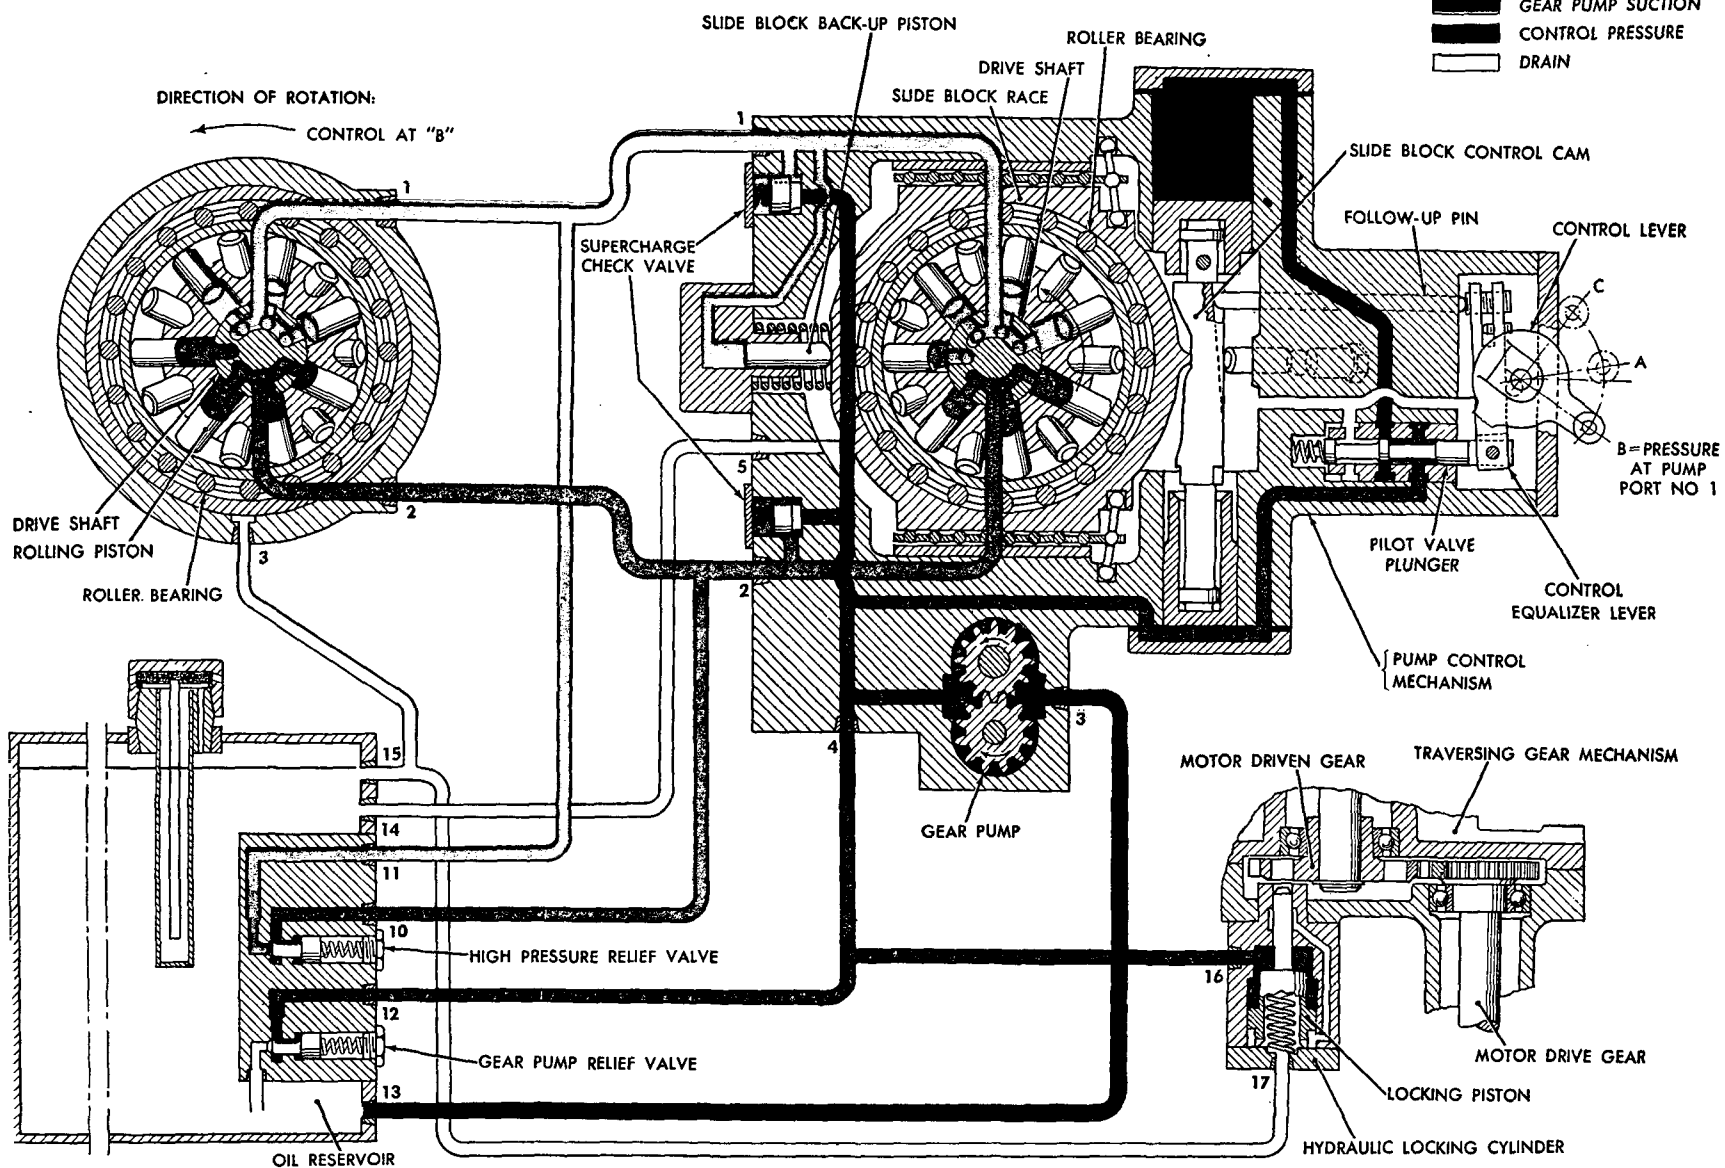 GEAR PUMP SUCTION
CONTROL PRESSURE
DRAIN
SLIDE BLOCK BACK-UP PISTON
ROLLER BEARING
DRIVE SHAFT
SLIDE BLOCK RACE
DIRECTION OF ROTATION:
CONTROL AT "B"
1
1
SLIDE BLOCK CONTROL CAM
FOLLOW-UP PIN
CONTROL LEVER
SUPERCHARGE
CHECK VALVE
C
A
B=PRESSURE
AT PUMP
PORT NO 1
5
2
DRIVE SHAFT
ROLLING PISTON
3
ROLLER BEARING
2
PILOT VALVE
PLUNGER
CONTROL
EQUALIZER LEVER
PUMP CONTROL
MECHANISM
3
4
15
14
11
GEAR PUMP
MOTOR DRIVEN GEAR
TRAVERSING GEAR MECHANISM
10
HIGH PRESSURE RELIEF VALVE
16
12
GEAR PUMP RELIEF VALVE
MOTOR DRIVE GEAR
13
17
LOCKING PISTON
OIL RESERVOIR
HYDRAULIC LOCKING CYLINDER